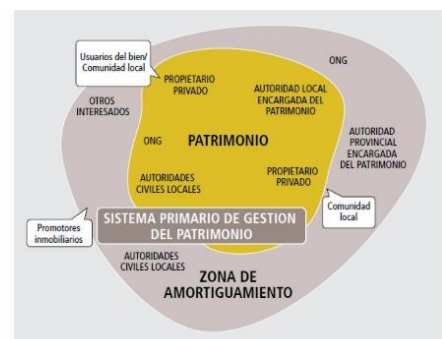 Usuarios del bien/
Comunidad local
ONG
PROPIETARIO
PRIVADO
OTROS
INTERESADOS
AUTORIDAD LOCAL
ENCARGADA DEL
PATRIMONIO
AUTORIDAD
PROVINCIAL
ENCARGADA
DEL PATRIMONIO
ONG
PATRIMONIO
AUTORIDADES
CIVILES LOCALES
PROPIETARIO
PRIVADO
Comunidad
local
SISTEMA PRIMARIO DE GESTION
DEL PATRIMONIO
Promotores
inmobiliarios
AUTORIDADES
CIVILES LOCALES
ZONA DE
AMORTIGUAMIENTO